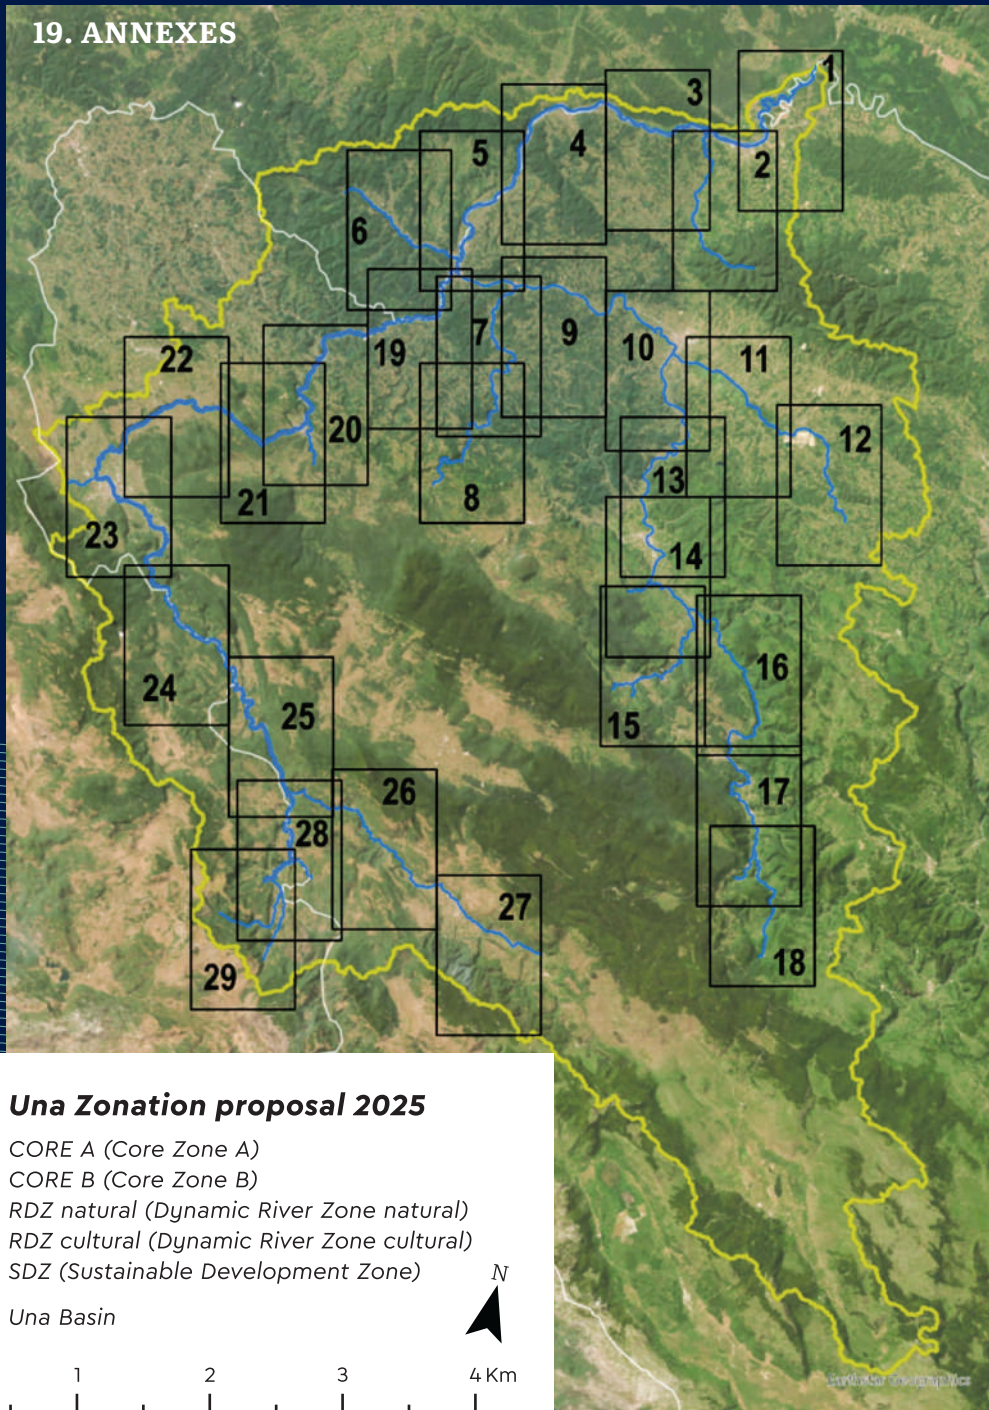 19. ANNEXES
1
3
2
4
5
6
7
9
10
11
19
22
20
12
8
21
13
23
14
24
16
25
15
26
17
28
27
29
18
Una Zonation proposal 2025
CORE A (Core Zone A)
CORE B (Core Zone B)
RDZ natural (Dynamic River Zone natural)
RDZ cultural (Dynamic River Zone cultural)
SDZ (Sustainable Development Zone)
N
Una Basin
1 2 3 4 Km
Earthstar Geographics